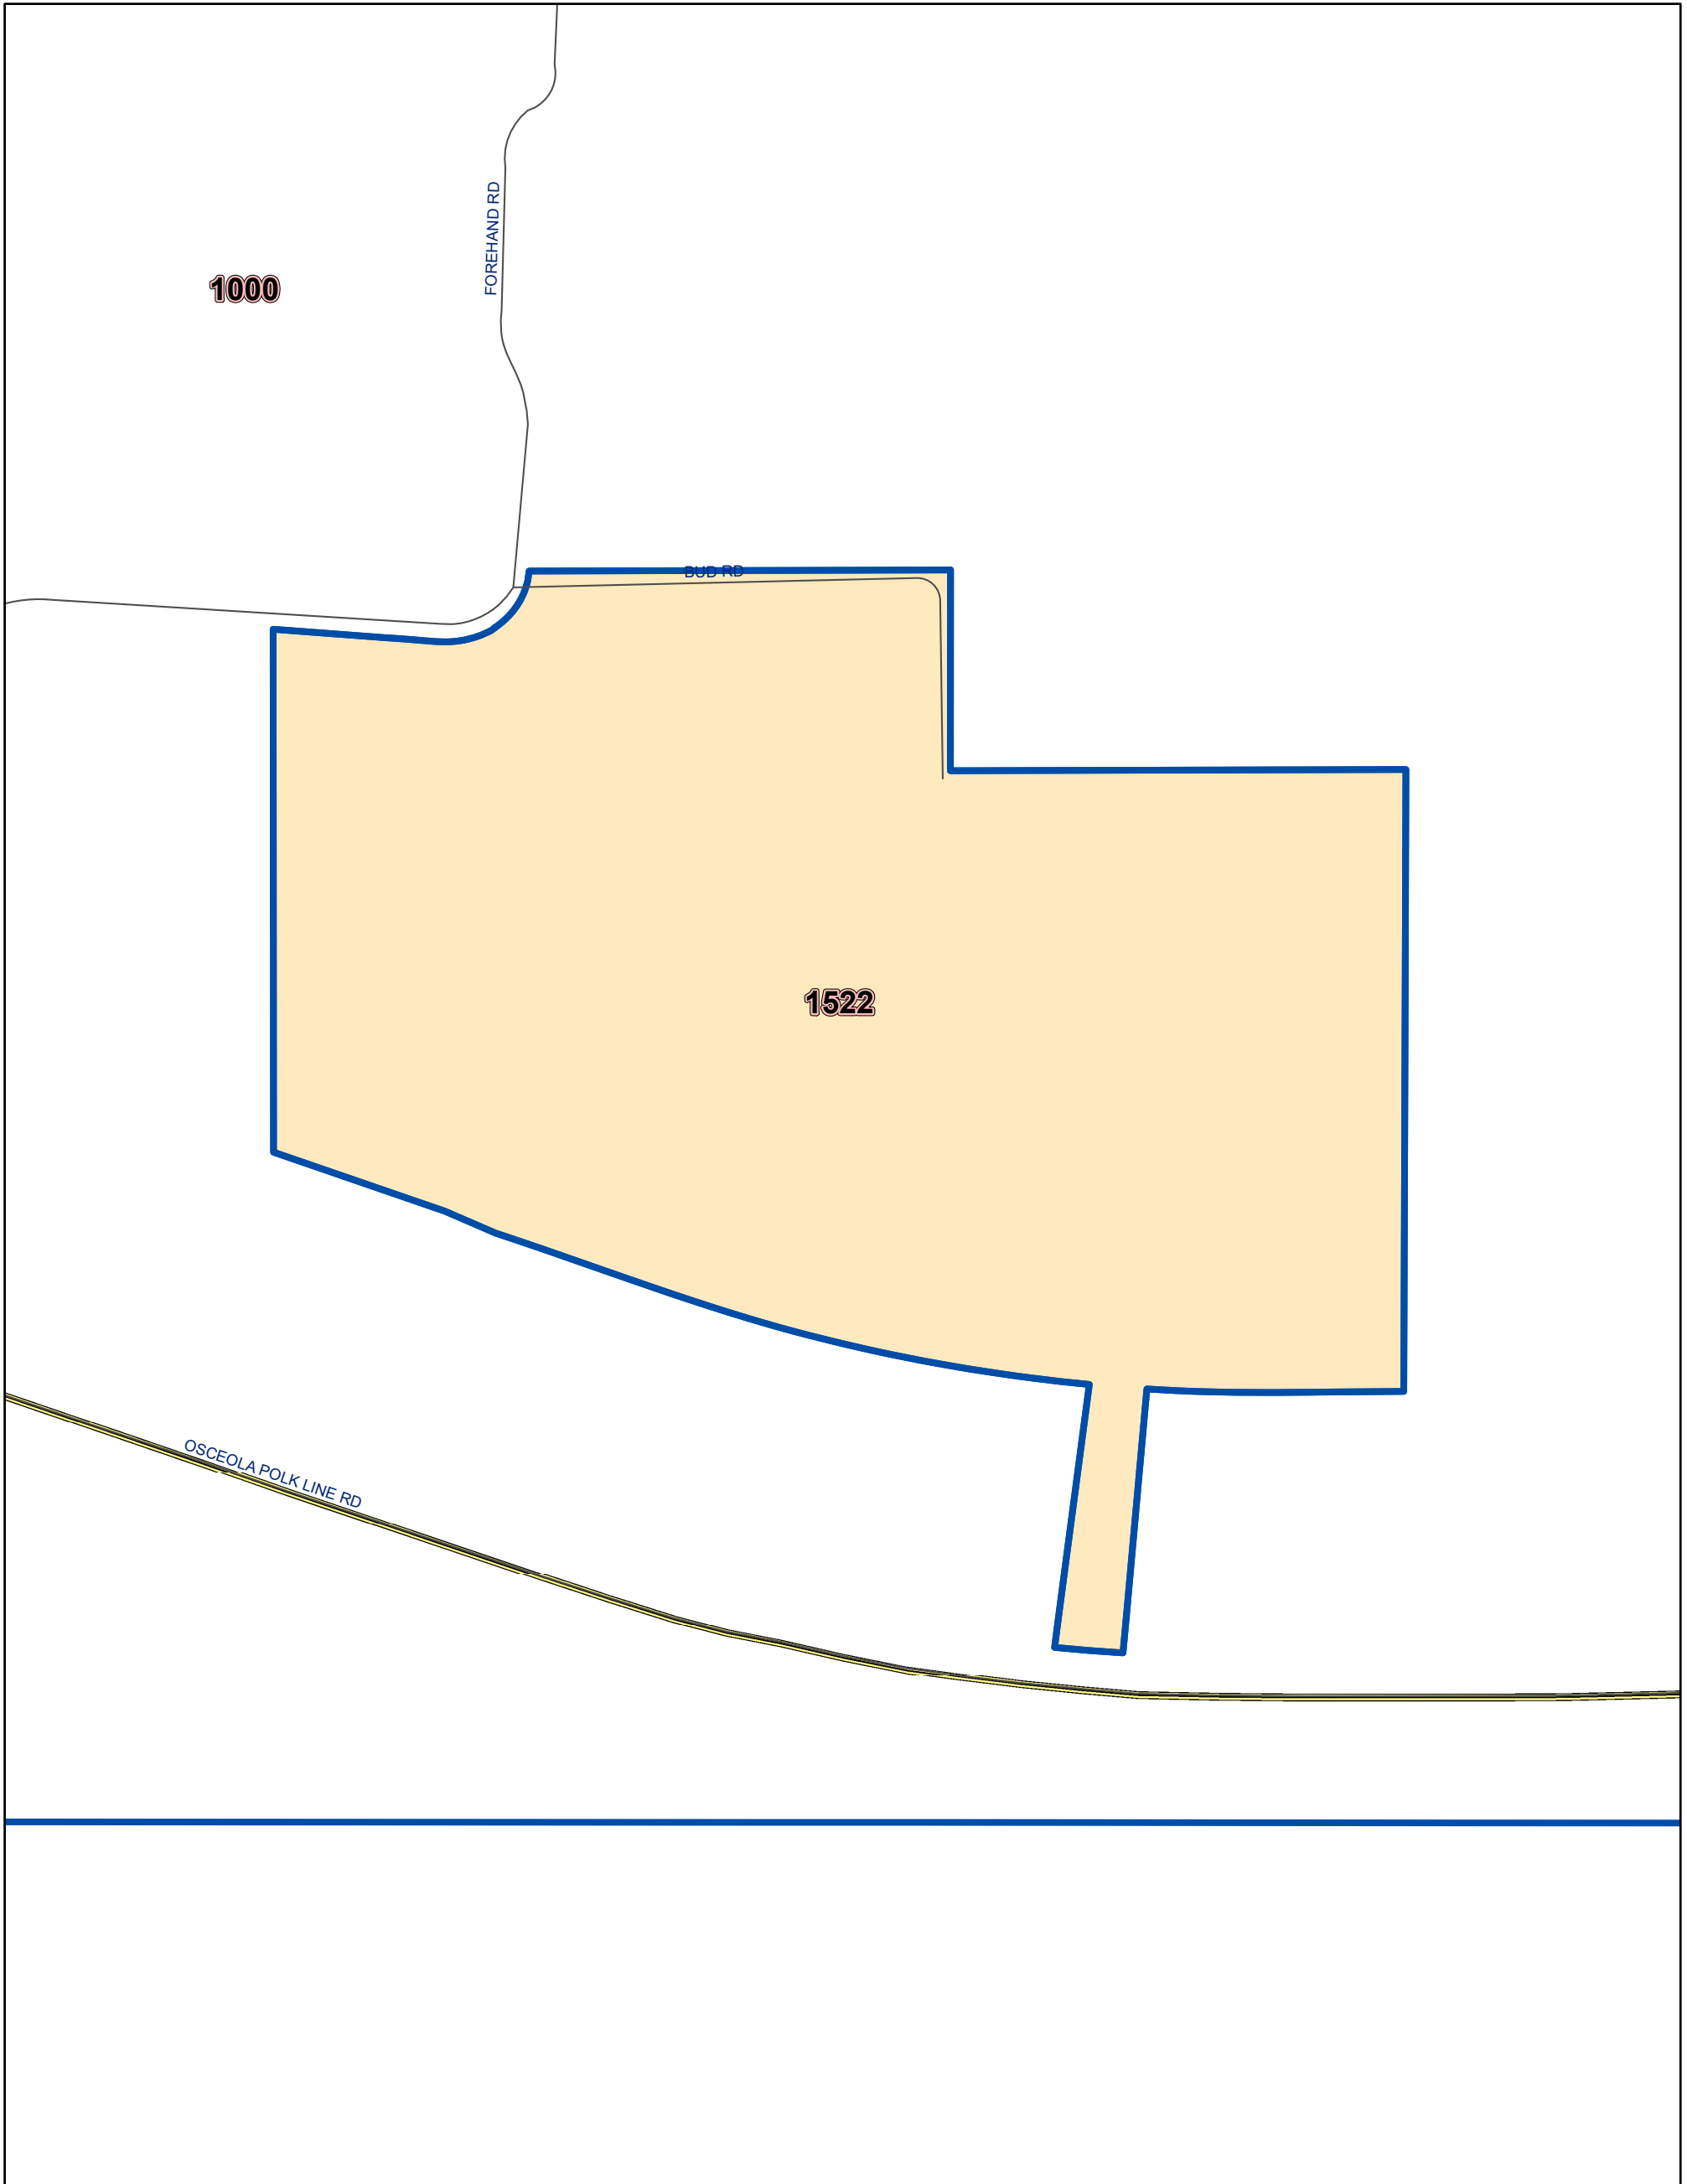 FOREHAND RD
1000
BUD RD
1522
OSCEOLA POLK LINE RD